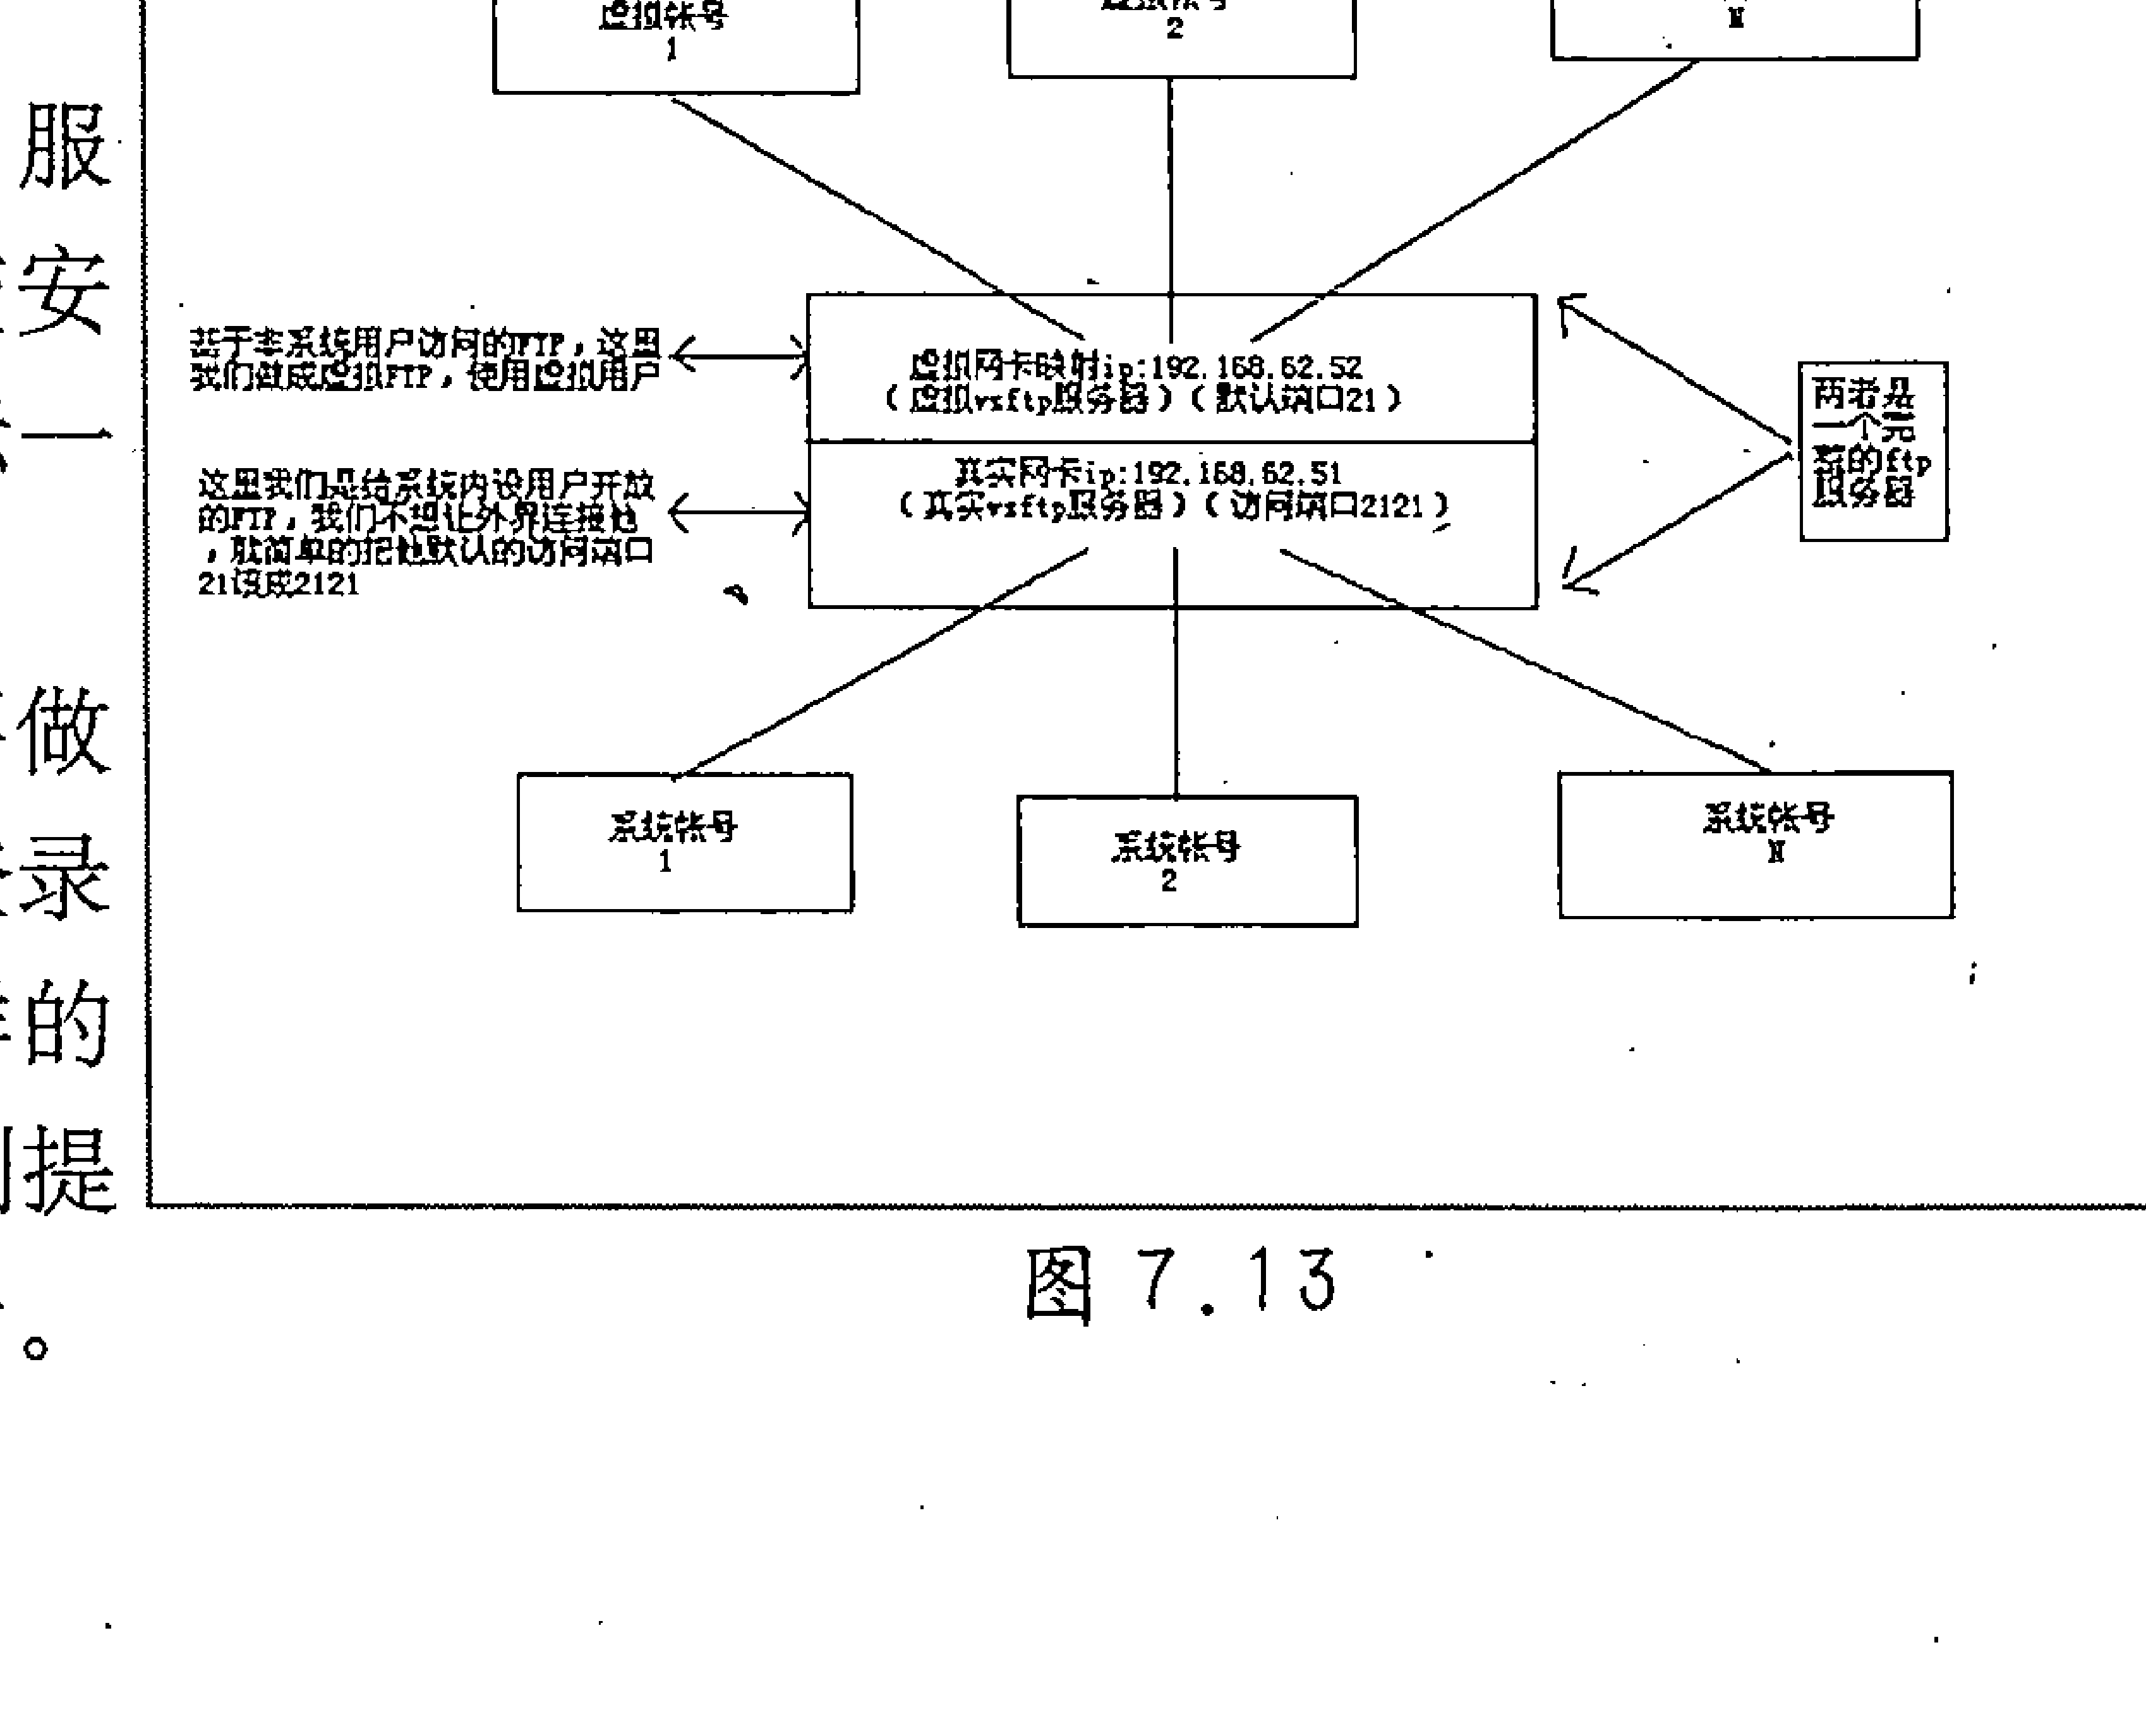 虚拟帐号
1
2
N
服
安
一
做
录
的
提
。
基于非系统用户访问的FTP，这里
我们做成虚拟FTP，使用虚拟用户
虚拟网卡映射ip:192.168.62.52
（虚拟vsftp服务器）（默认端口21）
两者是
一个完
整的ftp
服务器
这里我们是给系统内设用户开放
的FTP，我们不想让外界连接他
，就简单的把他默认的访问端口
21该成2121
真实网卡ip:192.168.62.51
（真实vsftp服务器）（访问端口2121）
系统帐号
1
系统帐号
2
系统帐号
N
图 7.13